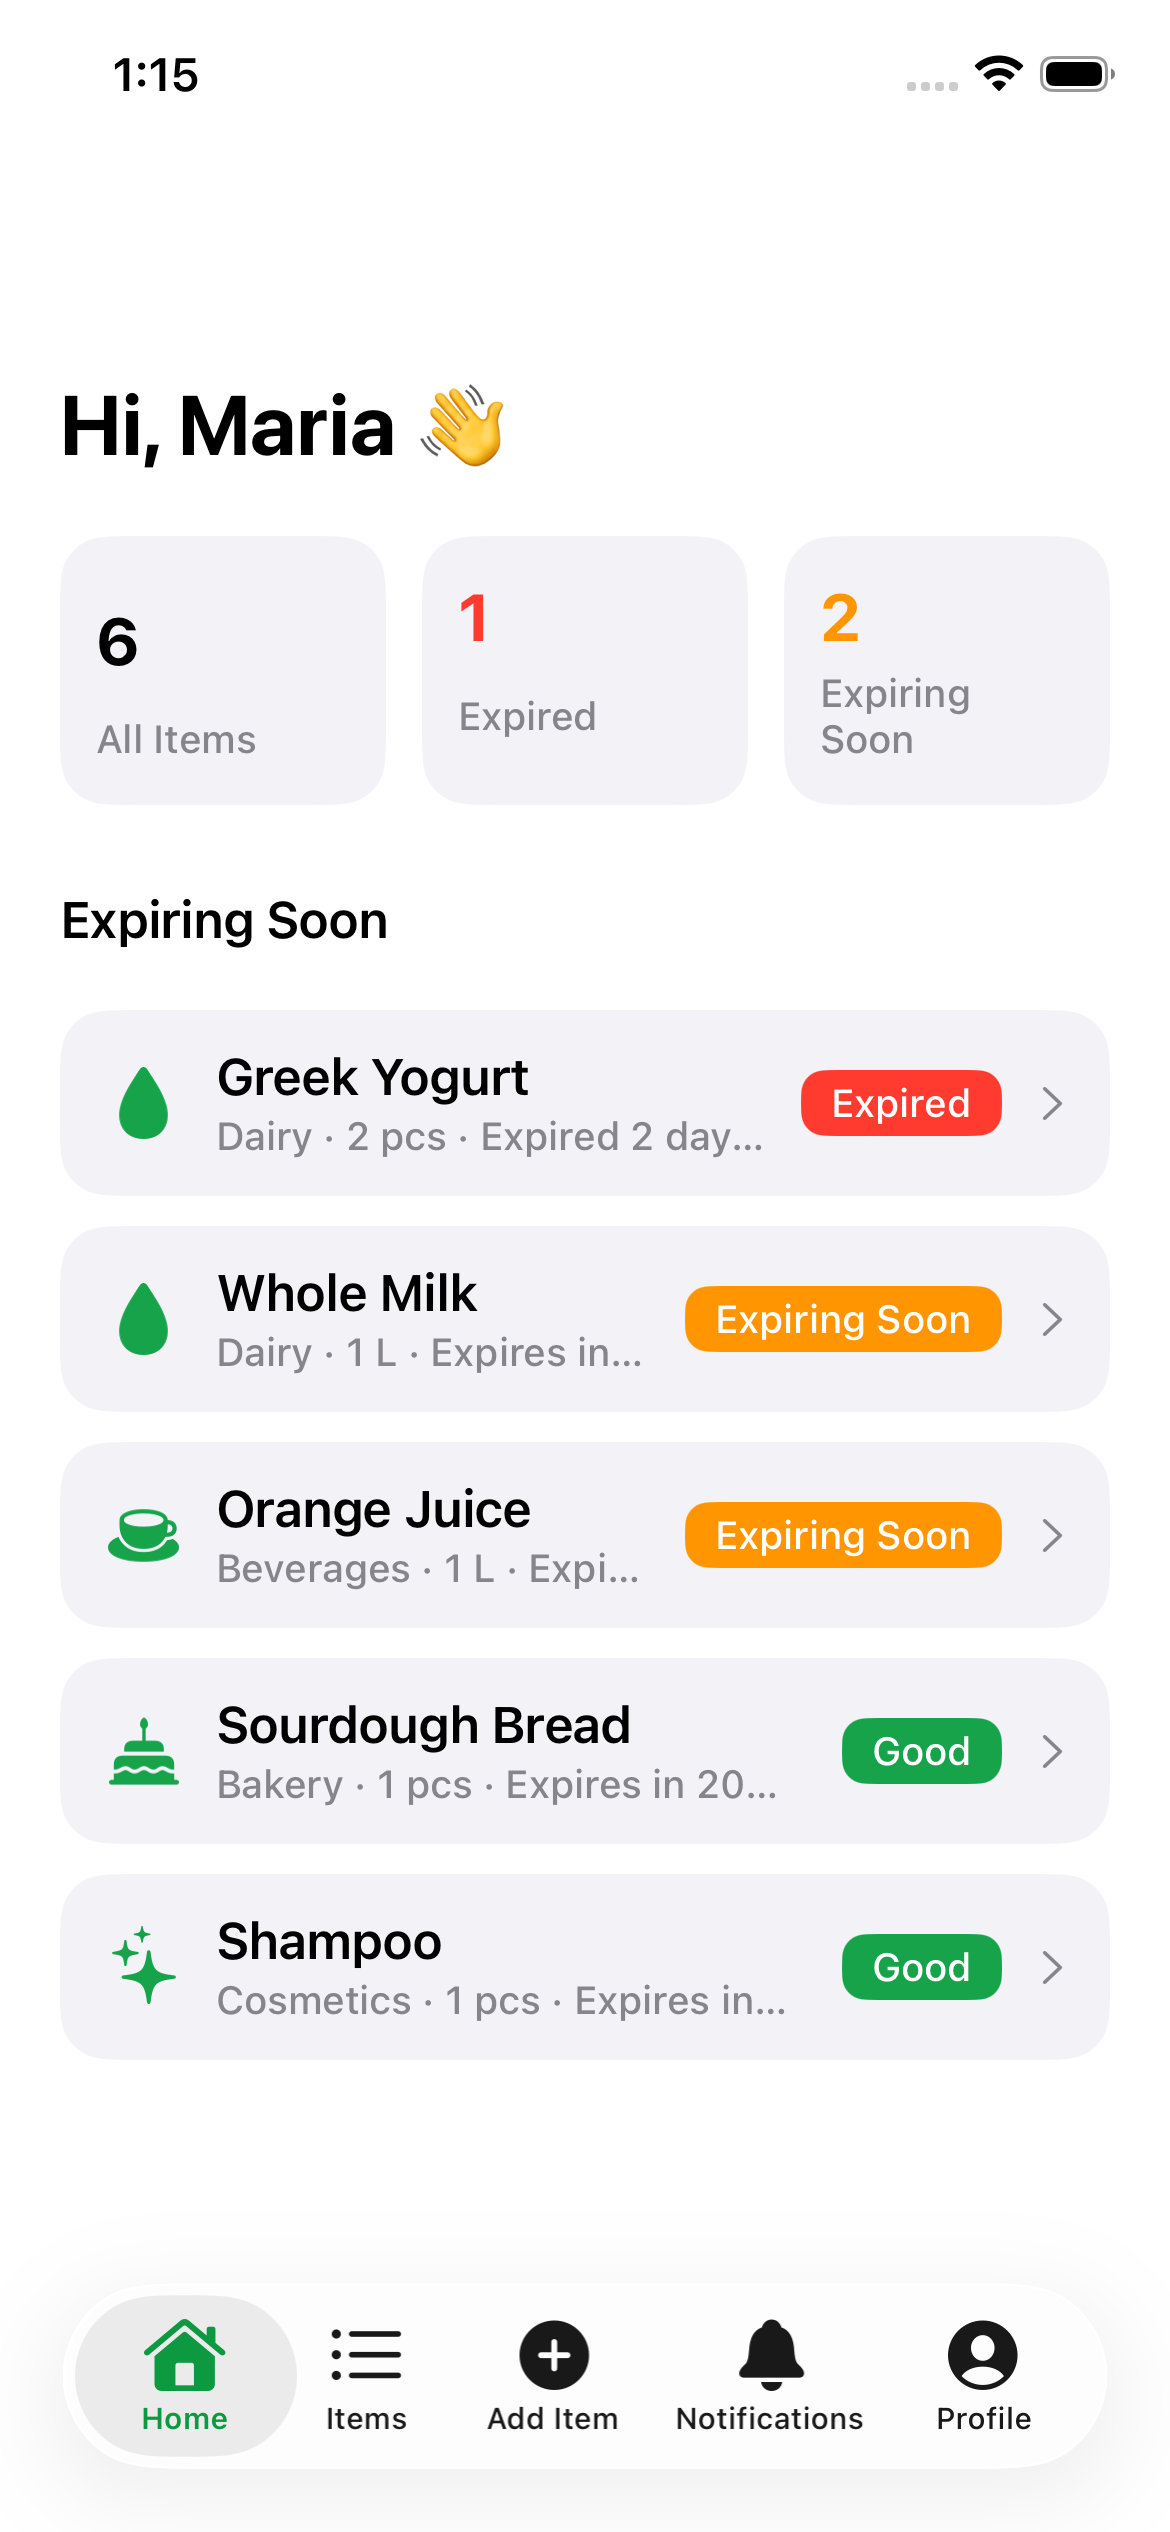 1:15
Hi, Maria 👋
6
All Items
1
Expired
2
Expiring
Soon
Expiring Soon
Greek Yogurt
Dairy · 2 pcs · Expired 2 day...
Expired
Whole Milk
Dairy · 1 L · Expires in...
Expiring Soon
Orange Juice
Beverages · 1 L · Expi...
Expiring Soon
Sourdough Bread
Bakery · 1 pcs · Expires in 20...
Good
Shampoo
Cosmetics · 1 pcs · Expires in...
Good
Home
Items
Add Item
Notifications
Profile